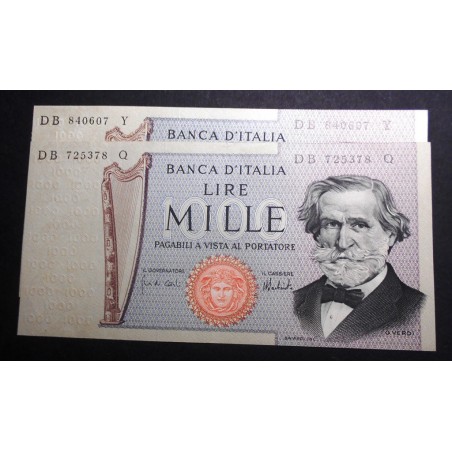 DB 840607 Y DB 840607 Y
BANCA D'ITALIA
DB 725378 Q DB 725378 Q
BANCA D'ITALIA
LIRE
1000
MILLE
PAGABILI A VISTA AL PORTATORE
IL GOVERNATORE IL CASSIERE
G. VERDI